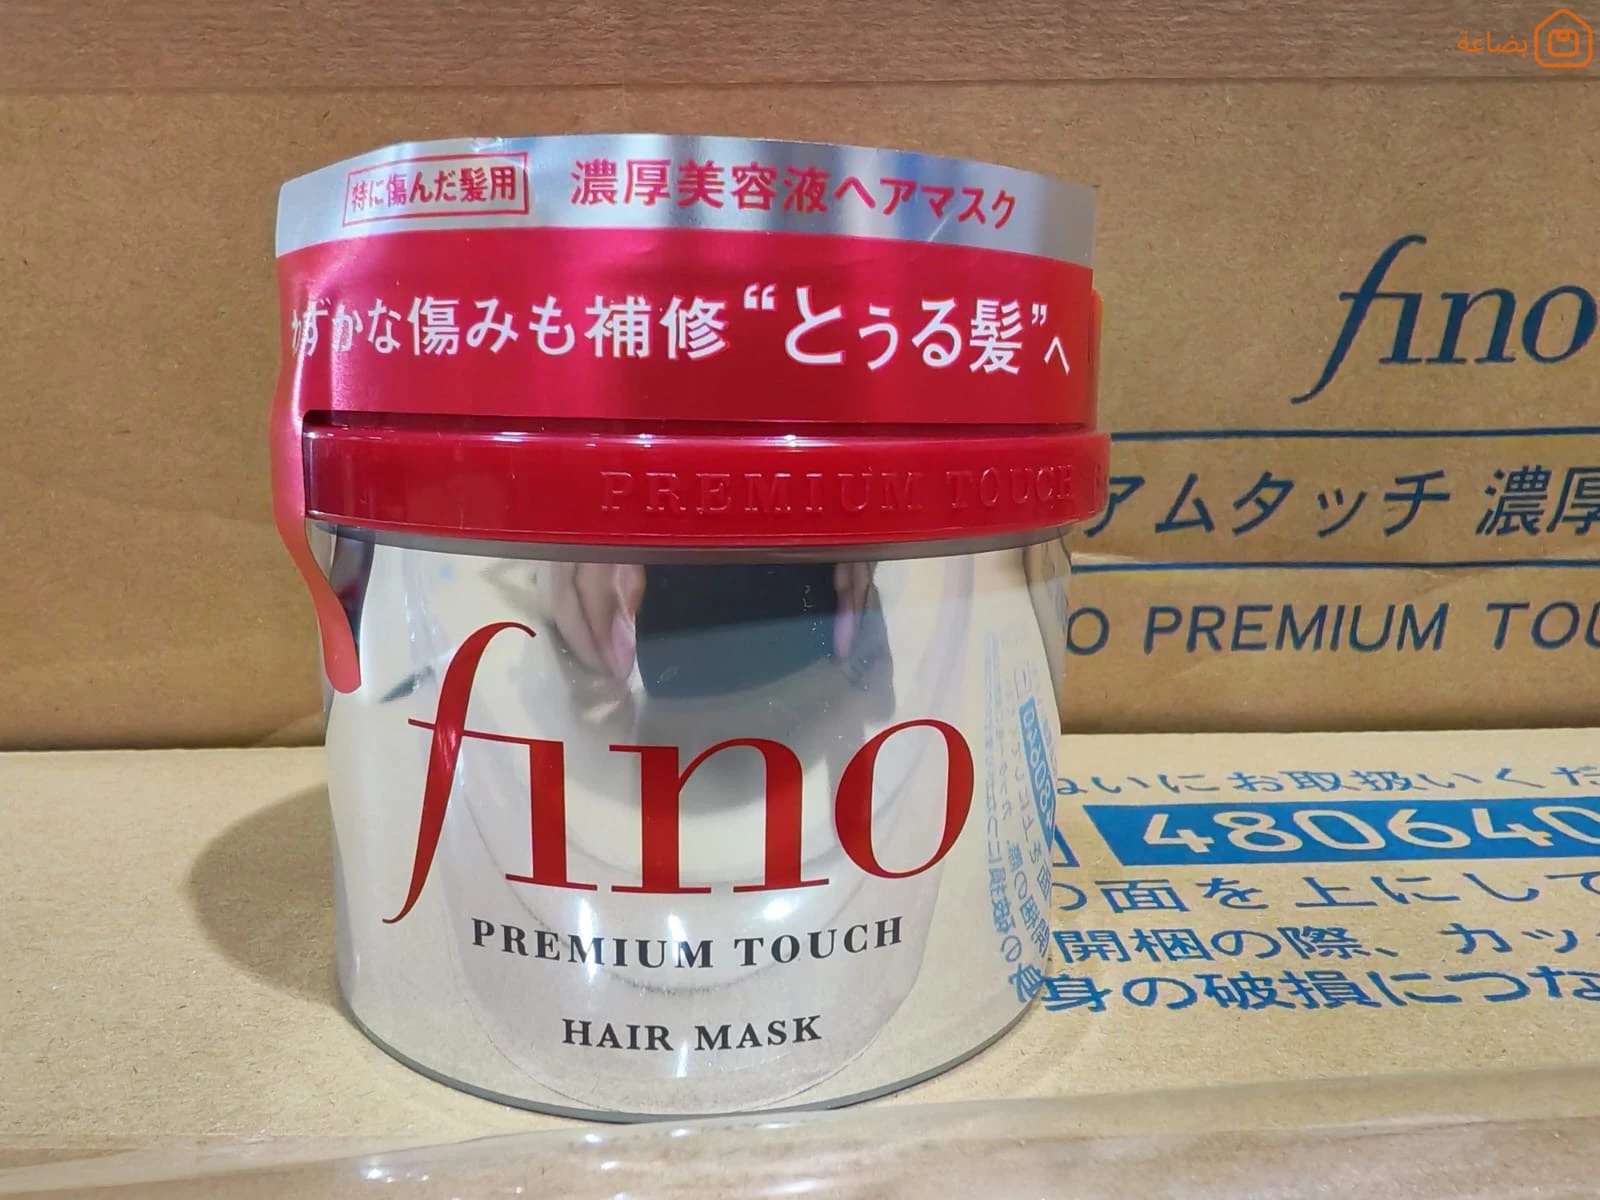 بضاعة
特に傷んだ髪用 濃厚美容液ヘアマスク
わずかな傷みも補修“とぅる髪”へ
PREMIUM TOUCH
fino
PREMIUM TOUCH
HAIR MASK
fino
アムタッチ 濃厚
O PREMIUM TOU
ないにお取扱いくだ
480640
の面を上にして
開梱の際、カッ
身の破損につな